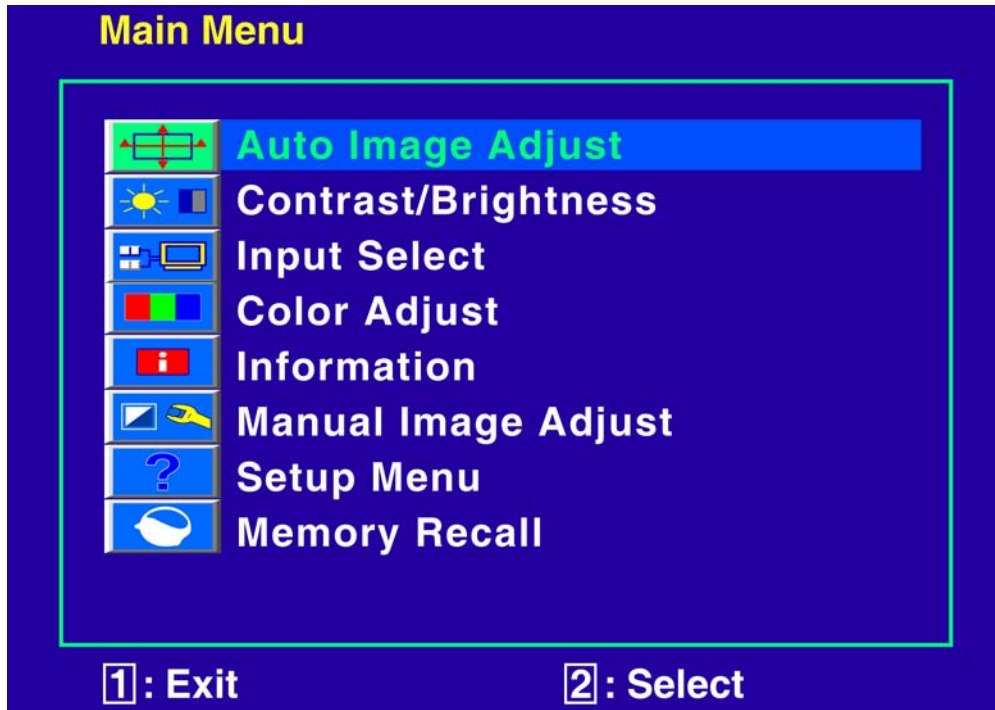 Main Menu
Auto Image Adjust
Contrast/Brightness
Input Select
Color Adjust
i Information
Manual Image Adjust
? Setup Menu
Memory Recall
1: Exit 2: Select